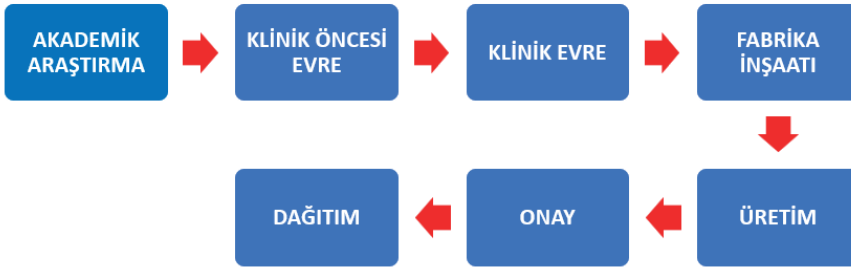 AKADEMİK
ARAŞTIRMA
KLİNİK ÖNCESİ
EVRE
KLİNİK EVRE
FABRİKA
İNŞAATI
ÜRETİM
ONAY
DAĞITIM